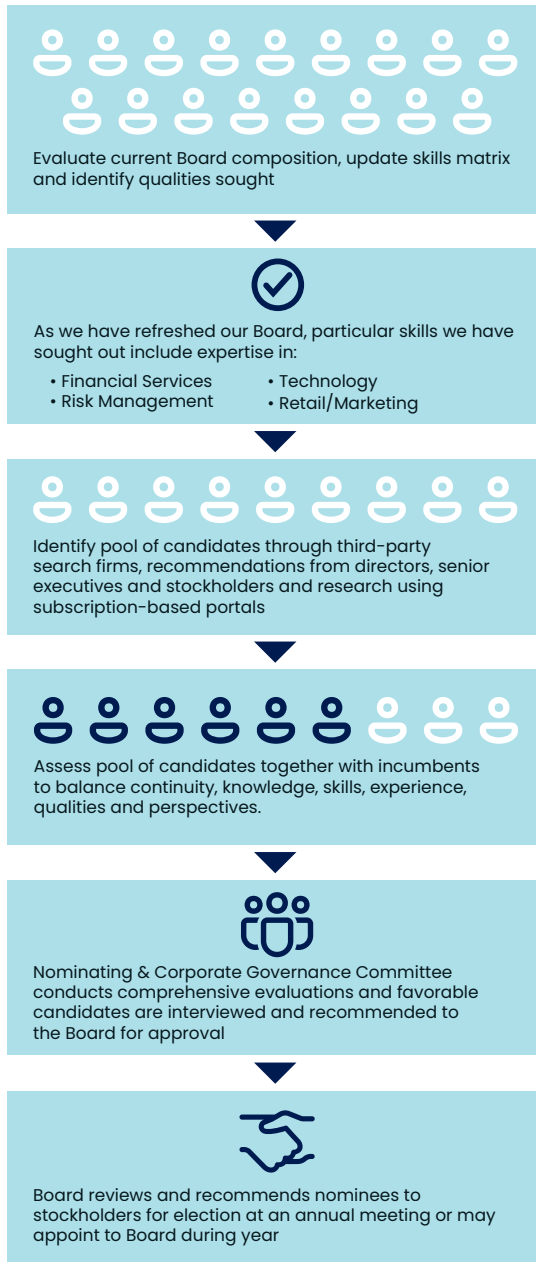 Evaluate current Board composition, update skills matrix
and identify qualities sought
As we have refreshed our Board, particular skills we have
sought out include expertise in:
• Financial Services
• Risk Management
• Technology
• Retail/Marketing
Identify pool of candidates through third-party
search firms, recommendations from directors, senior
executives and stockholders and research using
subscription-based portals
Assess pool of candidates together with incumbents
to balance continuity, knowledge, skills, experience,
qualities and perspectives.
Nominating & Corporate Governance Committee
conducts comprehensive evaluations and favorable
candidates are interviewed and recommended to
the Board for approval
Board reviews and recommends nominees to
stockholders for election at an annual meeting or may
appoint to Board during year